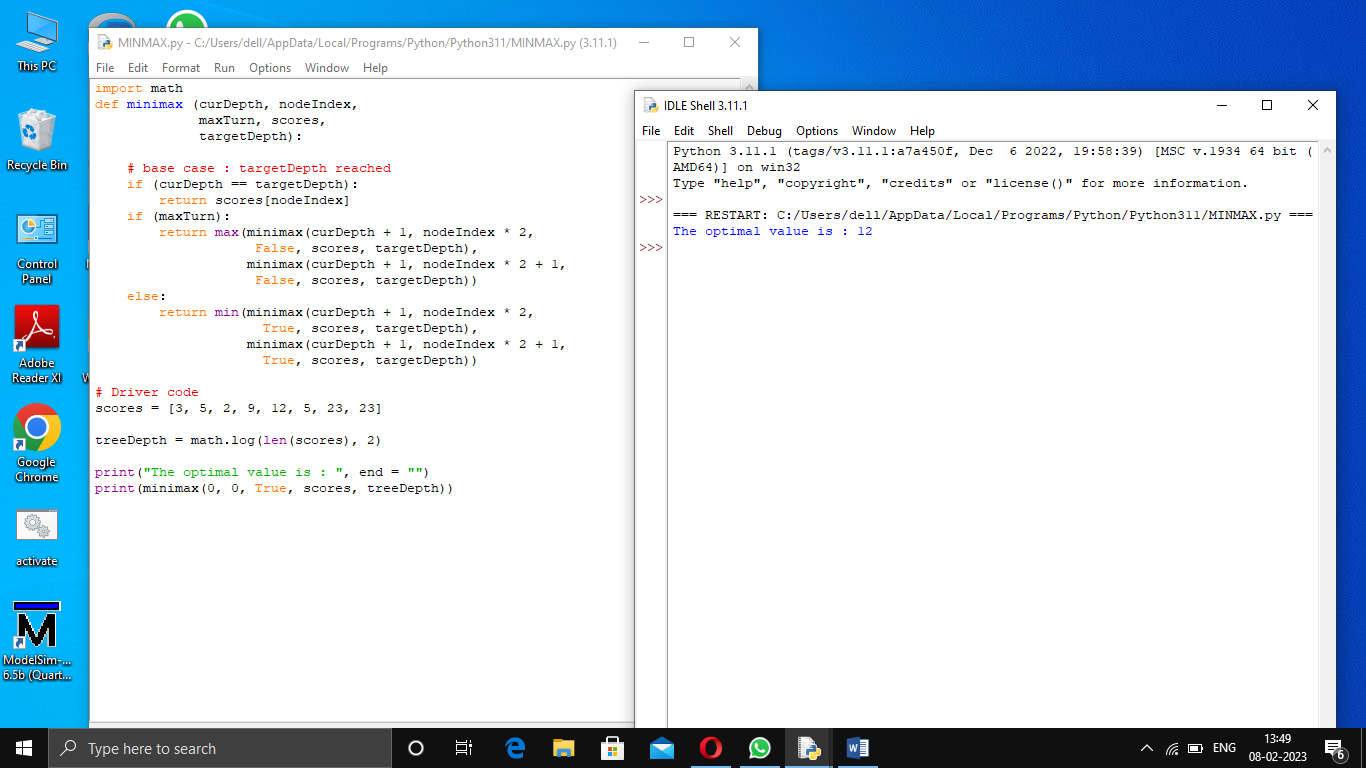 This PC
Recycle Bin
Control
Panel
Adobe
Reader XI
Google
Chrome
activate
ModelSim-...
6.5b (Quart...
MINMAX.py - C:/Users/dell/AppData/Local/Programs/Python/Python311/MINMAX.py (3.11.1)
File Edit Format Run Options Window Help
import math
def minimax (curDepth, nodeIndex,
             maxTurn, scores,
             targetDepth):
    # base case : targetDepth reached
    if (curDepth == targetDepth):
        return scores[nodeIndex]
    if (maxTurn):
        return max(minimax(curDepth + 1, nodeIndex * 2,
                    False, scores, targetDepth),
                   minimax(curDepth + 1, nodeIndex * 2 + 1,
                    False, scores, targetDepth))
    else:
        return min(minimax(curDepth + 1, nodeIndex * 2,
                     True, scores, targetDepth),
                   minimax(curDepth + 1, nodeIndex * 2 + 1,
                     True, scores, targetDepth))
# Driver code
scores = [3, 5, 2, 9, 12, 5, 23, 23]
treeDepth = math.log(len(scores), 2)
print("The optimal value is : ", end = "")
print(minimax(0, 0, True, scores, treeDepth))
IDLE Shell 3.11.1
File Edit Shell Debug Options Window Help
Python 3.11.1 (tags/v3.11.1:a7a450f, Dec  6 2022, 19:58:39) [MSC v.1934 64 bit (
AMD64)] on win32
Type "help", "copyright", "credits" or "license()" for more information.
>>>
=== RESTART: C:/Users/dell/AppData/Local/Programs/Python/Python311/MINMAX.py ===
The optimal value is : 12
>>>
Type here to search
ENG
13:49
08-02-2023
6